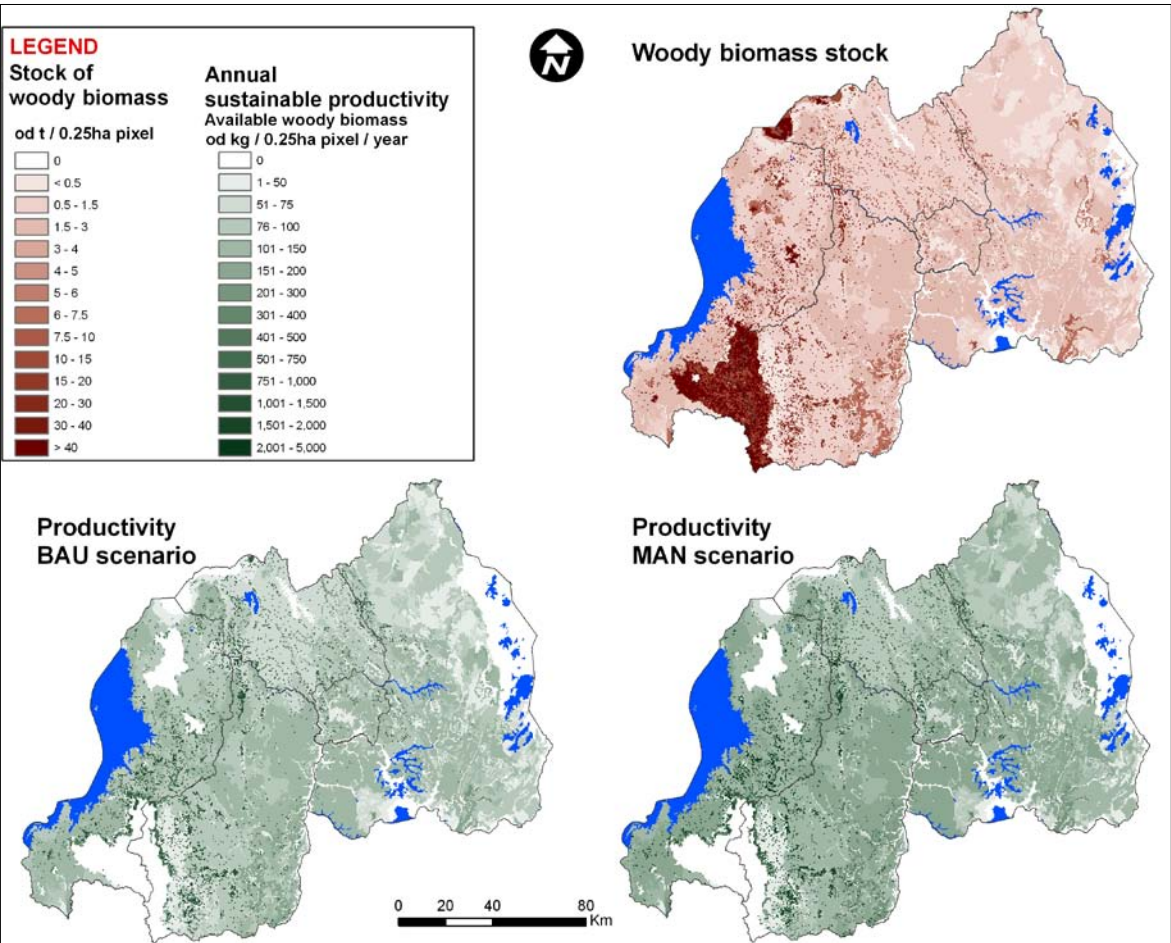 LEGEND
Stock of
woody biomass
od t / 0.25ha pixel
0
< 0.5
0.5 - 1.5
1.5 - 3
3 - 4
4 - 5
5 - 6
6 - 7.5
7.5 - 10
10 - 15
15 - 20
20 - 30
30 - 40
> 40
Annual
sustainable productivity
Available woody biomass
od kg / 0.25ha pixel / year
0
1 - 50
51 - 75
76 - 100
101 - 150
151 - 200
201 - 300
301 - 400
401 - 500
501 - 750
751 - 1,000
1,001 - 1,500
1,501 - 2,000
2,001 - 5,000
N
Woody biomass stock
Productivity
BAU scenario
Productivity
MAN scenario
0 20 40 80
Km